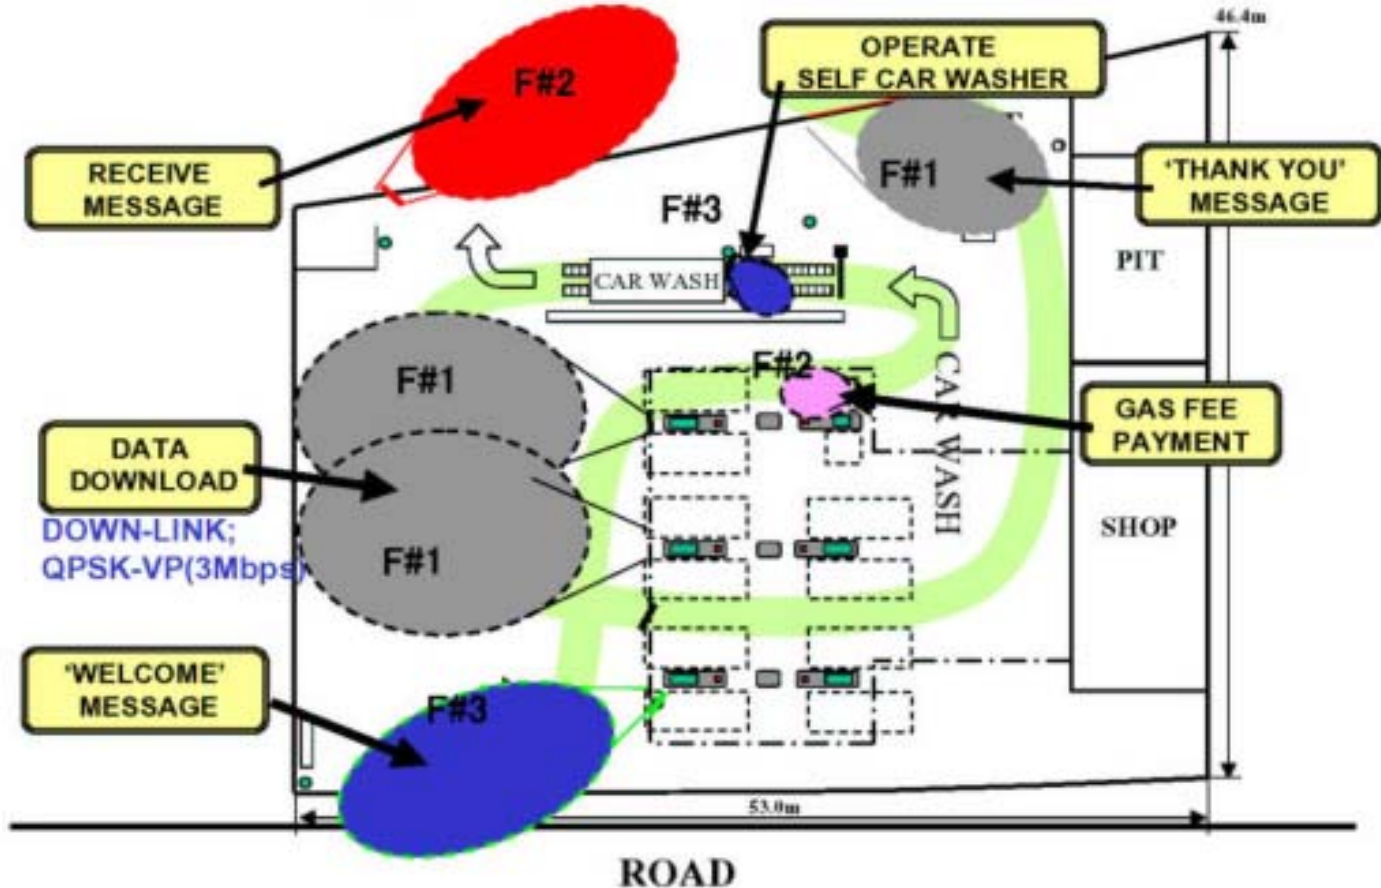 46.4m
OPERATE
SELF CAR WASHER
F#2
RECEIVE
MESSAGE
F#1
'THANK YOU'
MESSAGE
F#3
PIT
CAR WASH
F#2
F#1
CAR WASH
GAS FEE
PAYMENT
DATA
DOWNLOAD
DOWN-LINK;
QPSK-VP(3Mbps)
F#1
SHOP
'WELCOME'
MESSAGE
F#3
53.0m
ROAD